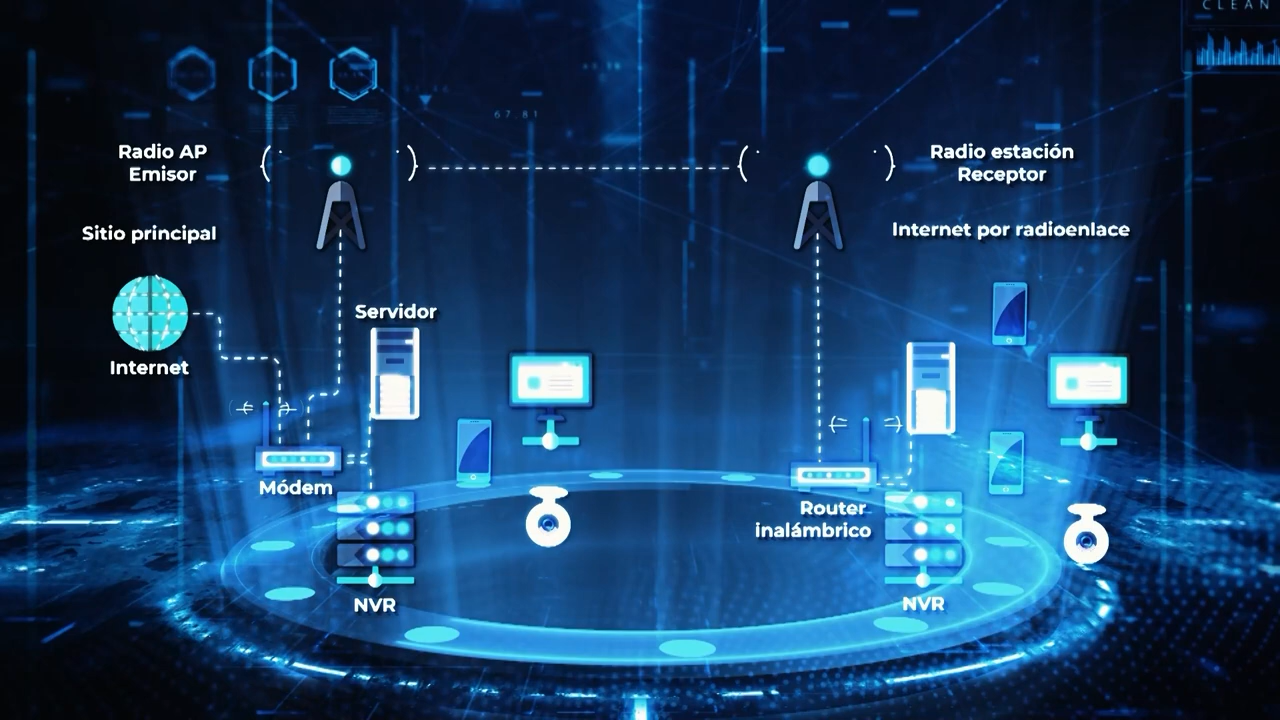 CLEAN
67.81
Radio AP
Emisor
Radio estación
Receptor
Sitio principal
Internet por radioenlace
Servidor
Internet
Módem
Router
inalámbrico
NVR
NVR